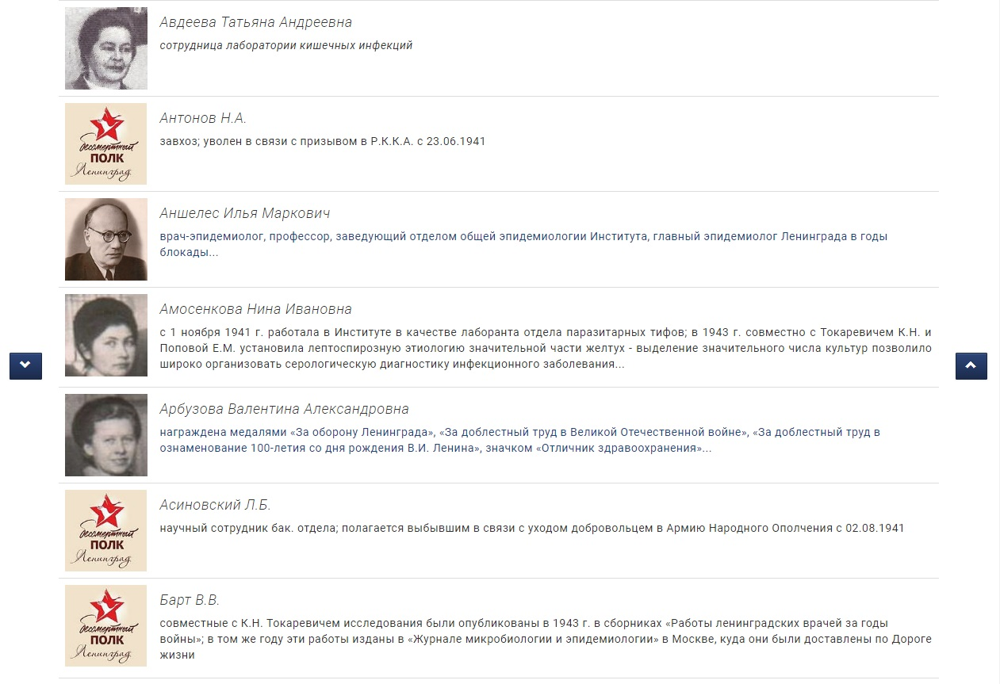 Авдеева Татьяна Андреевна
сотрудница лаборатории кишечных инфекций
бессмертный
ПОЛК
Ленинград
Антонов Н.А.
завхоз; уволен в связи с призывом в Р.К.К.А. с 23.06.1941
Аншелес Илья Маркович
врач-эпидемиолог, профессор, заведующий отделом общей эпидемиологии Института, главный эпидемиолог Ленинграда в годы
блокады...
Амосенкова Нина Ивановна
с 1 ноября 1941 г. работала в Институте в качестве лаборанта отдела паразитарных тифов; в 1943 г. совместно с Токаревичем К.Н. и
Поповой Е.М. установила лептоспирозную этиологию значительной части желтух - выделение значительного числа культур позволило
широко организовать серологическую диагностику инфекционного заболевания...
Арбузова Валентина Александровна
награждена медалями «За оборону Ленинграда», «За доблестный труд в Великой Отечественной войне», «За доблестный труд в
ознаменование 100-летия со дня рождения В.И. Ленина», значком «Отличник здравоохранения»...
бессмертный
ПОЛК
Ленинград
Асиновский Л.Б.
научный сотрудник бак. отдела; полагается выбывшим в связи с уходом добровольцем в Армию Народного Ополчения с 02.08.1941
бессмертный
ПОЛК
Ленинград
Барт В.В.
совместные с К.Н. Токаревичем исследования были опубликованы в 1943 г. в сборниках «Работы ленинградских врачей за годы
войны»; в том же году эти работы изданы в «Журнале микробиологии и эпидемиологии» в Москве, куда они были доставлены по Дороге
жизни